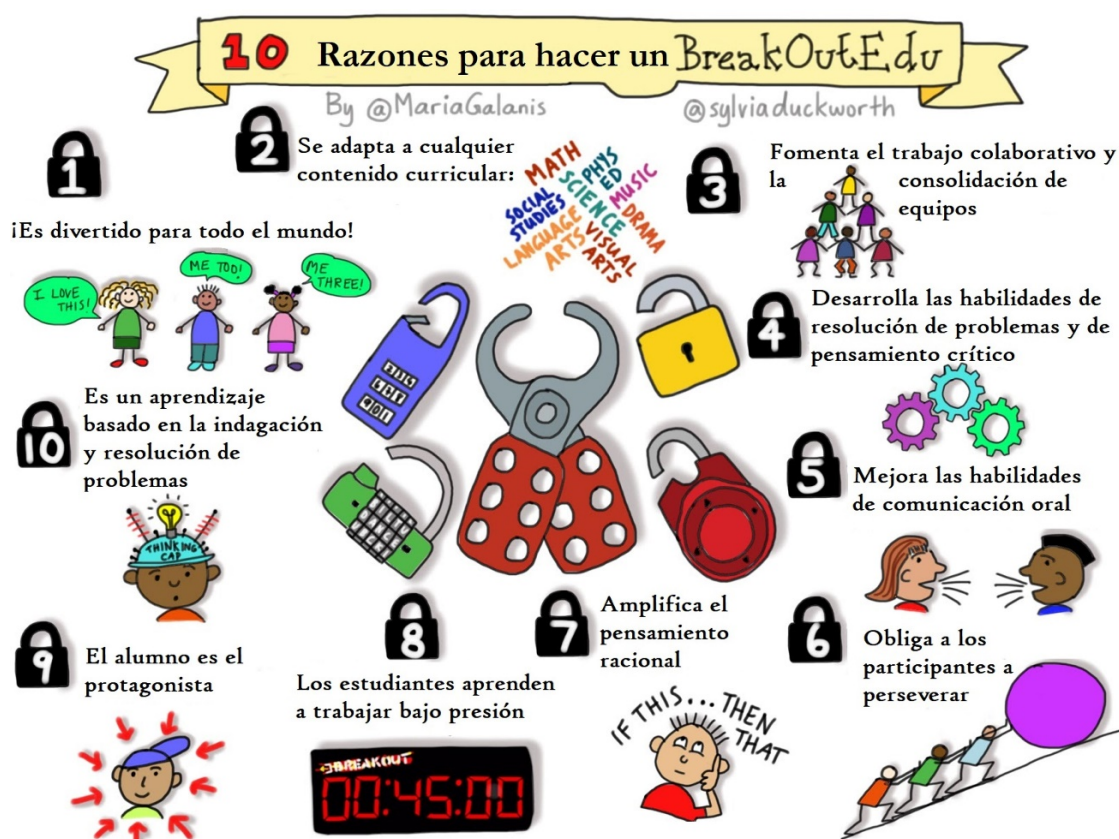 10 Razones para hacer un BreakOutEdu
By @MariaGalanis @sylviaduckworth
1
¡Es divertido para todo el mundo!
I LOVE
THIS!
ME TOO!
ME
THREE!
2
Se adapta a cualquier
contenido curricular:
MATH
PHYS
ED
SCIENCE
MUSIC
SOCIAL
STUDIES
DRAMA
LANGUAGE
ARTS
VISUAL
ARTS
3
Fomenta el trabajo colaborativo y
la consolidación de
equipos
4
Desarrolla las habilidades de
resolución de problemas y de
pensamiento crítico
5
Mejora las habilidades
de comunicación oral
6
Obliga a los
participantes a
perseverar
7
Amplifica el
pensamiento
racional
IF THIS... THEN
THAT
8
Los estudiantes aprenden
a trabajar bajo presión
BREAKOUT
00:45:00
9
El alumno es el
protagonista
10
Es un aprendizaje
basado en la indagación
y resolución de
problemas
THINKING
CAP